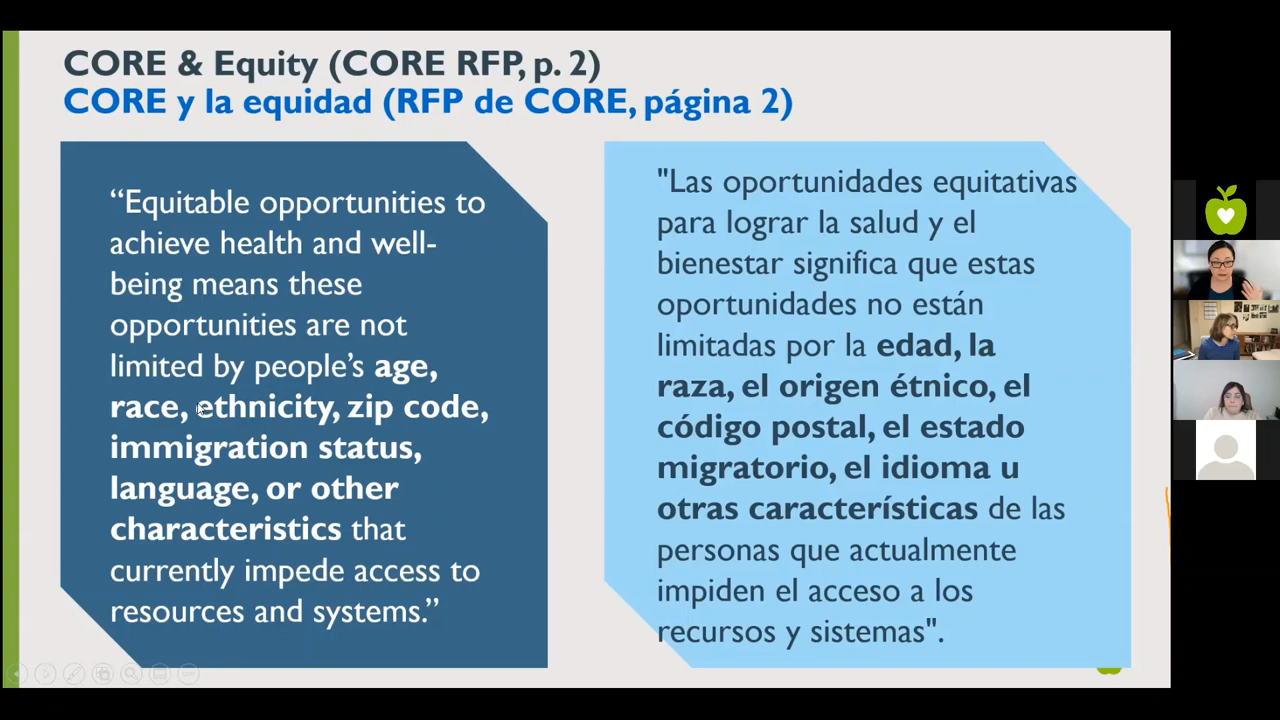 CORE & Equity (CORE RFP, p. 2)
CORE y la equidad (RFP de CORE, página 2)
“Equitable opportunities to
achieve health and well-
being means these
opportunities are not
limited by people’s age,
race, ethnicity, zip code,
immigration status,
language, or other
characteristics that
currently impede access to
resources and systems.”
"Las oportunidades equitativas
para lograr la salud y el
bienestar significa que estas
oportunidades no están
limitadas por la edad, la
raza, el origen étnico, el
código postal, el estado
migratorio, el idioma u
otras características de las
personas que actualmente
impiden el acceso a los
recursos y sistemas".